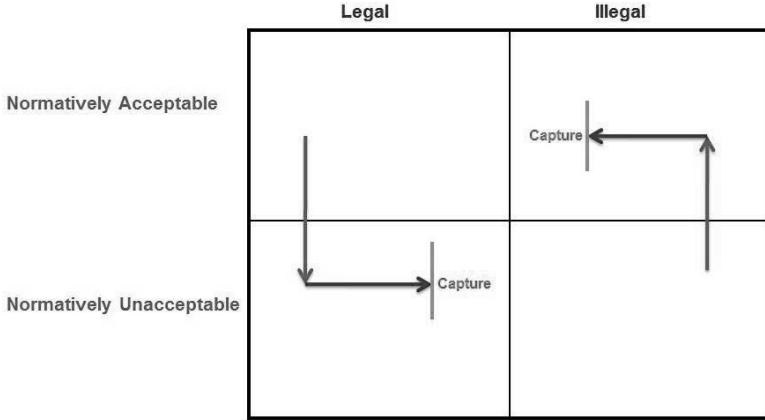 Legal
Illegal
Normatively Acceptable
Capture
Capture
Normatively Unacceptable